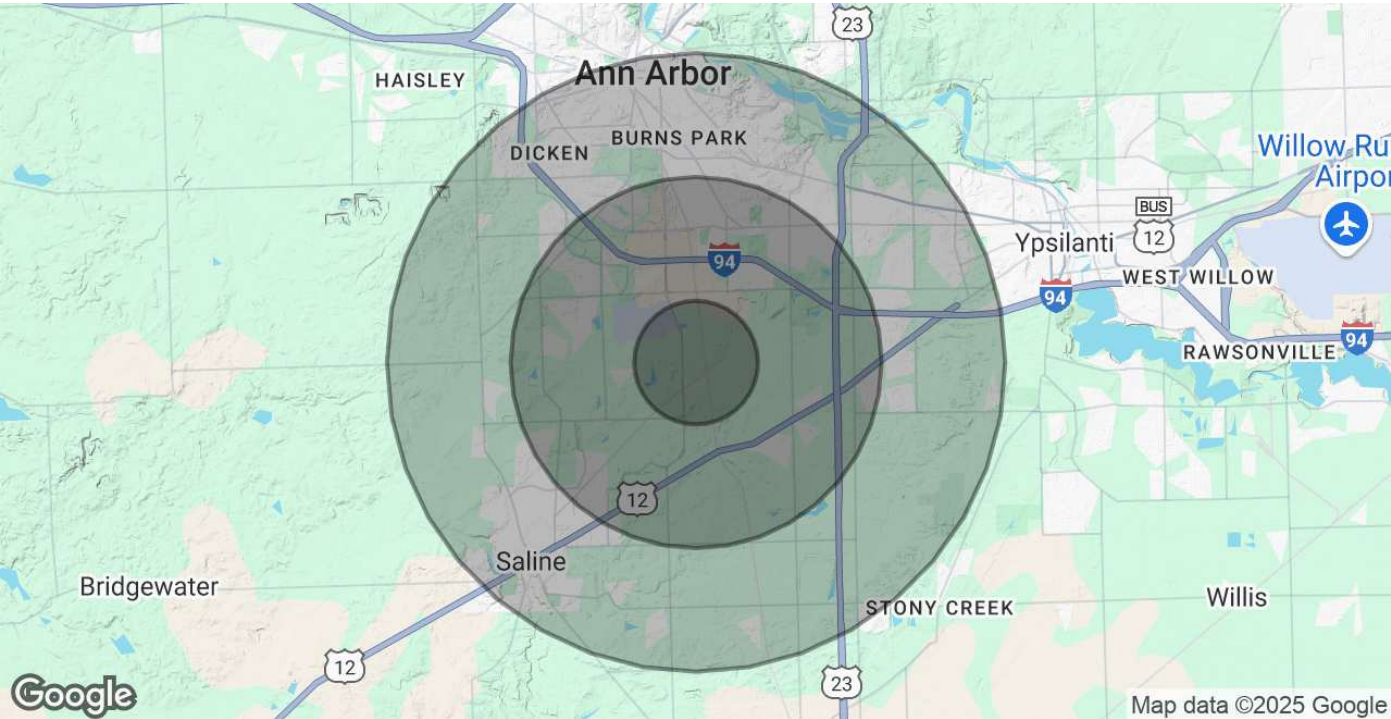 23
HAISLEY
Ann Arbor
BURNS PARK
DICKEN
Willow Ru
Airpor
BUS
12
Ypsilanti
94
WEST WILLOW
94
94
RAWSONVILLE
12
Saline
Bridgewater
Willis
STONY CREEK
12
23
Google
Map data ©2025 Google